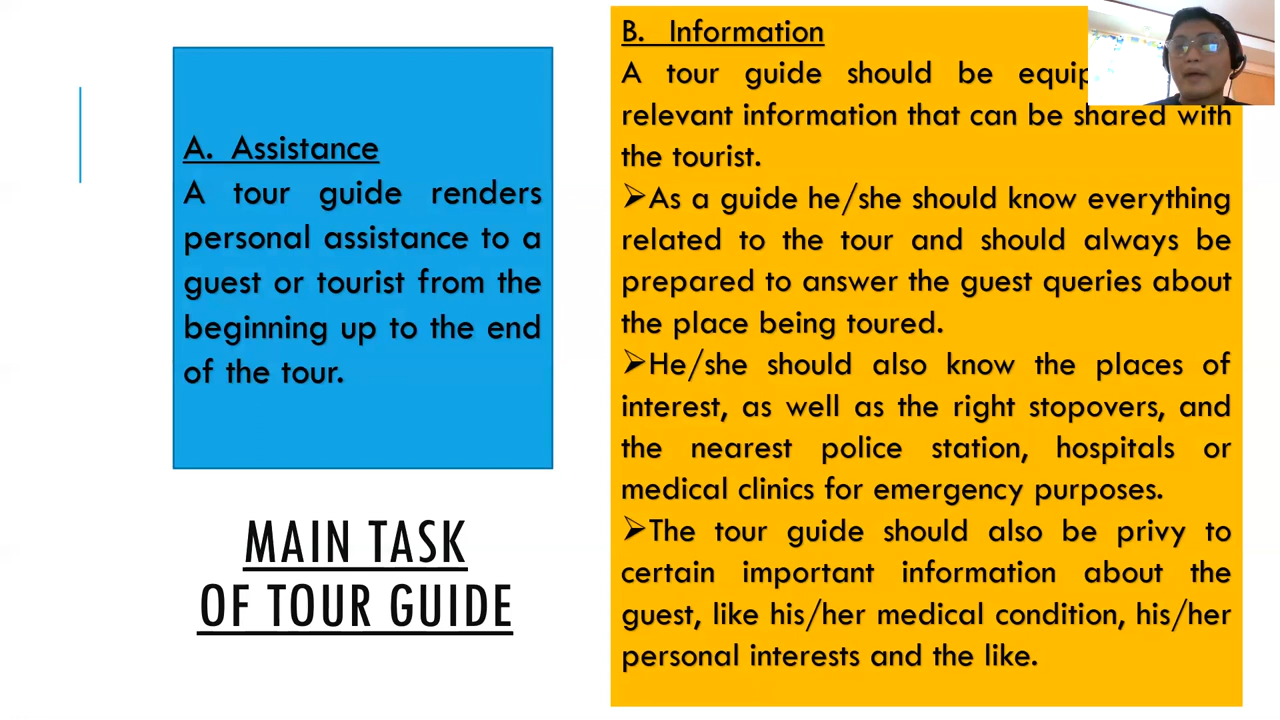 A. Assistance
A tour guide renders
personal assistance to a
guest or tourist from the
beginning up to the end
of the tour.
MAIN TASK
OF TOUR GUIDE
B. Information
A tour guide should be
relevant information that can be shared with
the tourist.
➢As a guide he/she should know everything
related to the tour and should always be
prepared to answer the guest queries about
the place being toured.
➢He/she should also know the places of
interest, as well as the right stopovers, and
the nearest police station, hospitals or
medical clinics for emergency purposes.
➢The tour guide should also be privy to
certain important information about the
guest, like his/her medical condition, his/her
personal interests and the like.